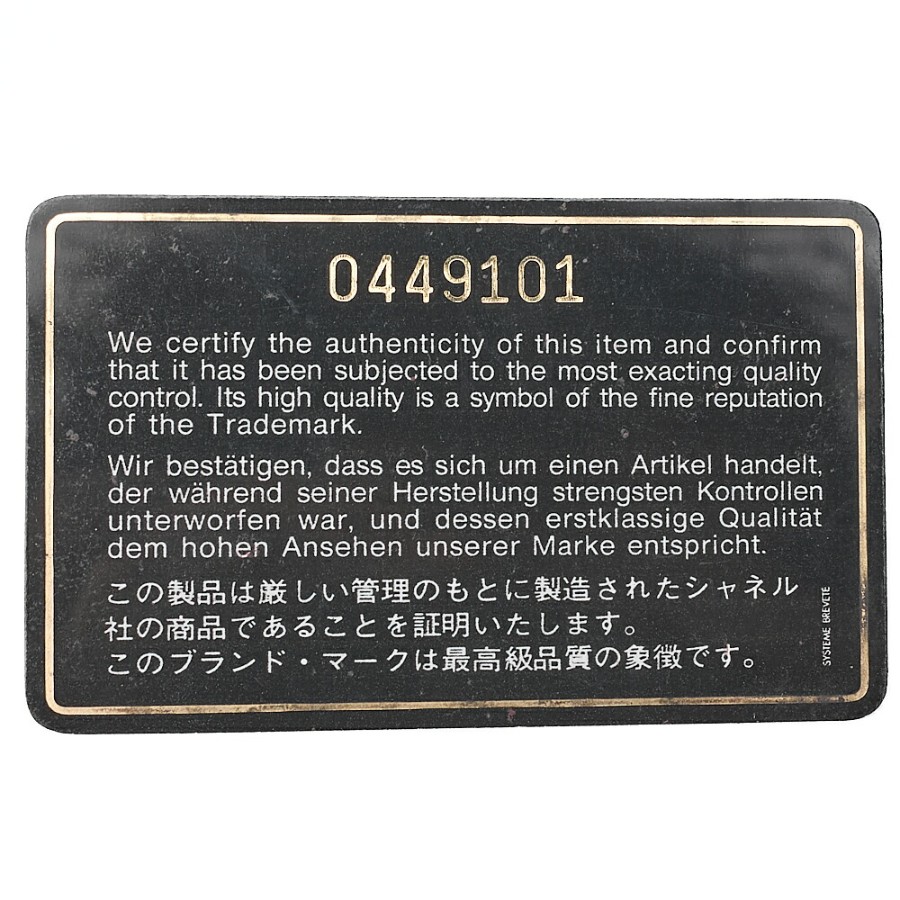 0449101
We certify the authenticity of this item and confirm
that it has been subjected to the most exacting quality
control. Its high quality is a symbol of the fine reputation
of the Trademark.
Wir bestätigen, dass es sich um einen Artikel handelt,
der während seiner Herstellung strengsten Kontrollen
unterworfen war, und dessen erstklassige Qualität
dem hohen Ansehen unserer Marke entspricht.
この製品は厳しい管理のもとに製造されたシャネル
社の商品であることを証明いたします。
このブランド・マークは最高級品質の象徴です。
SYSTEME BREVETE